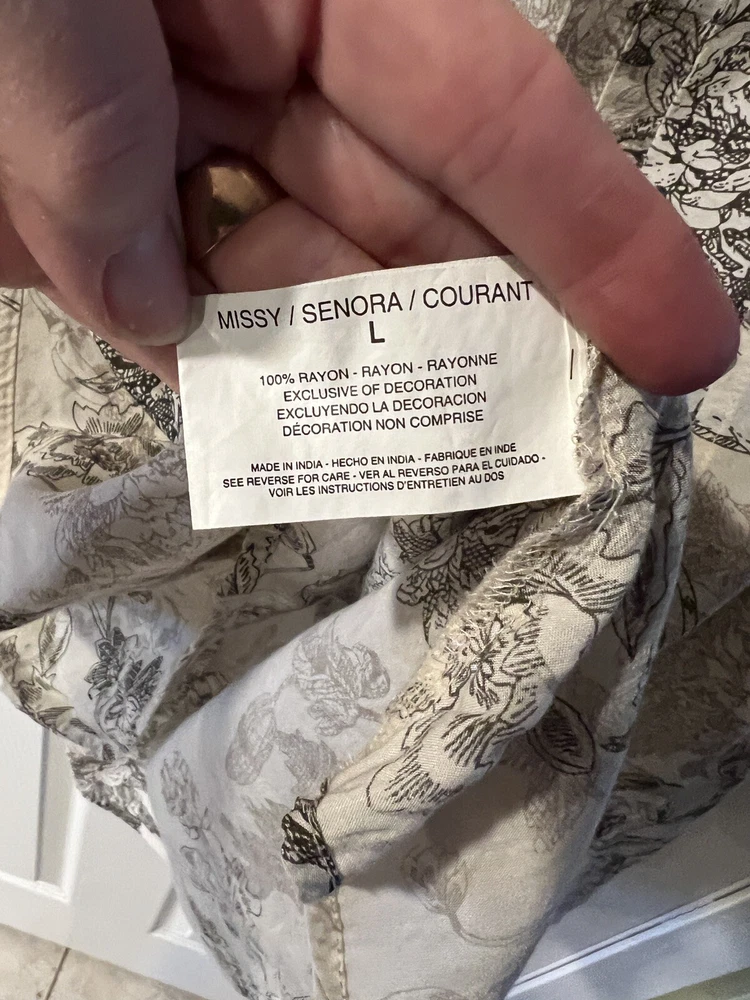 MISSY / SENORA / COURANT
L
100% RAYON - RAYON - RAYONNE
EXCLUSIVE OF DECORATION
EXCLUYENDO LA DECORACION
DÉCORATION NON COMPRISE
MADE IN INDIA - HECHO EN INDIA - FABRIQUE EN INDE
SEE REVERSE FOR CARE - VER AL REVERSO PARA EL CUIDADO -
VOIR LES INSTRUCTIONS D'ENTRETIEN AU DOS